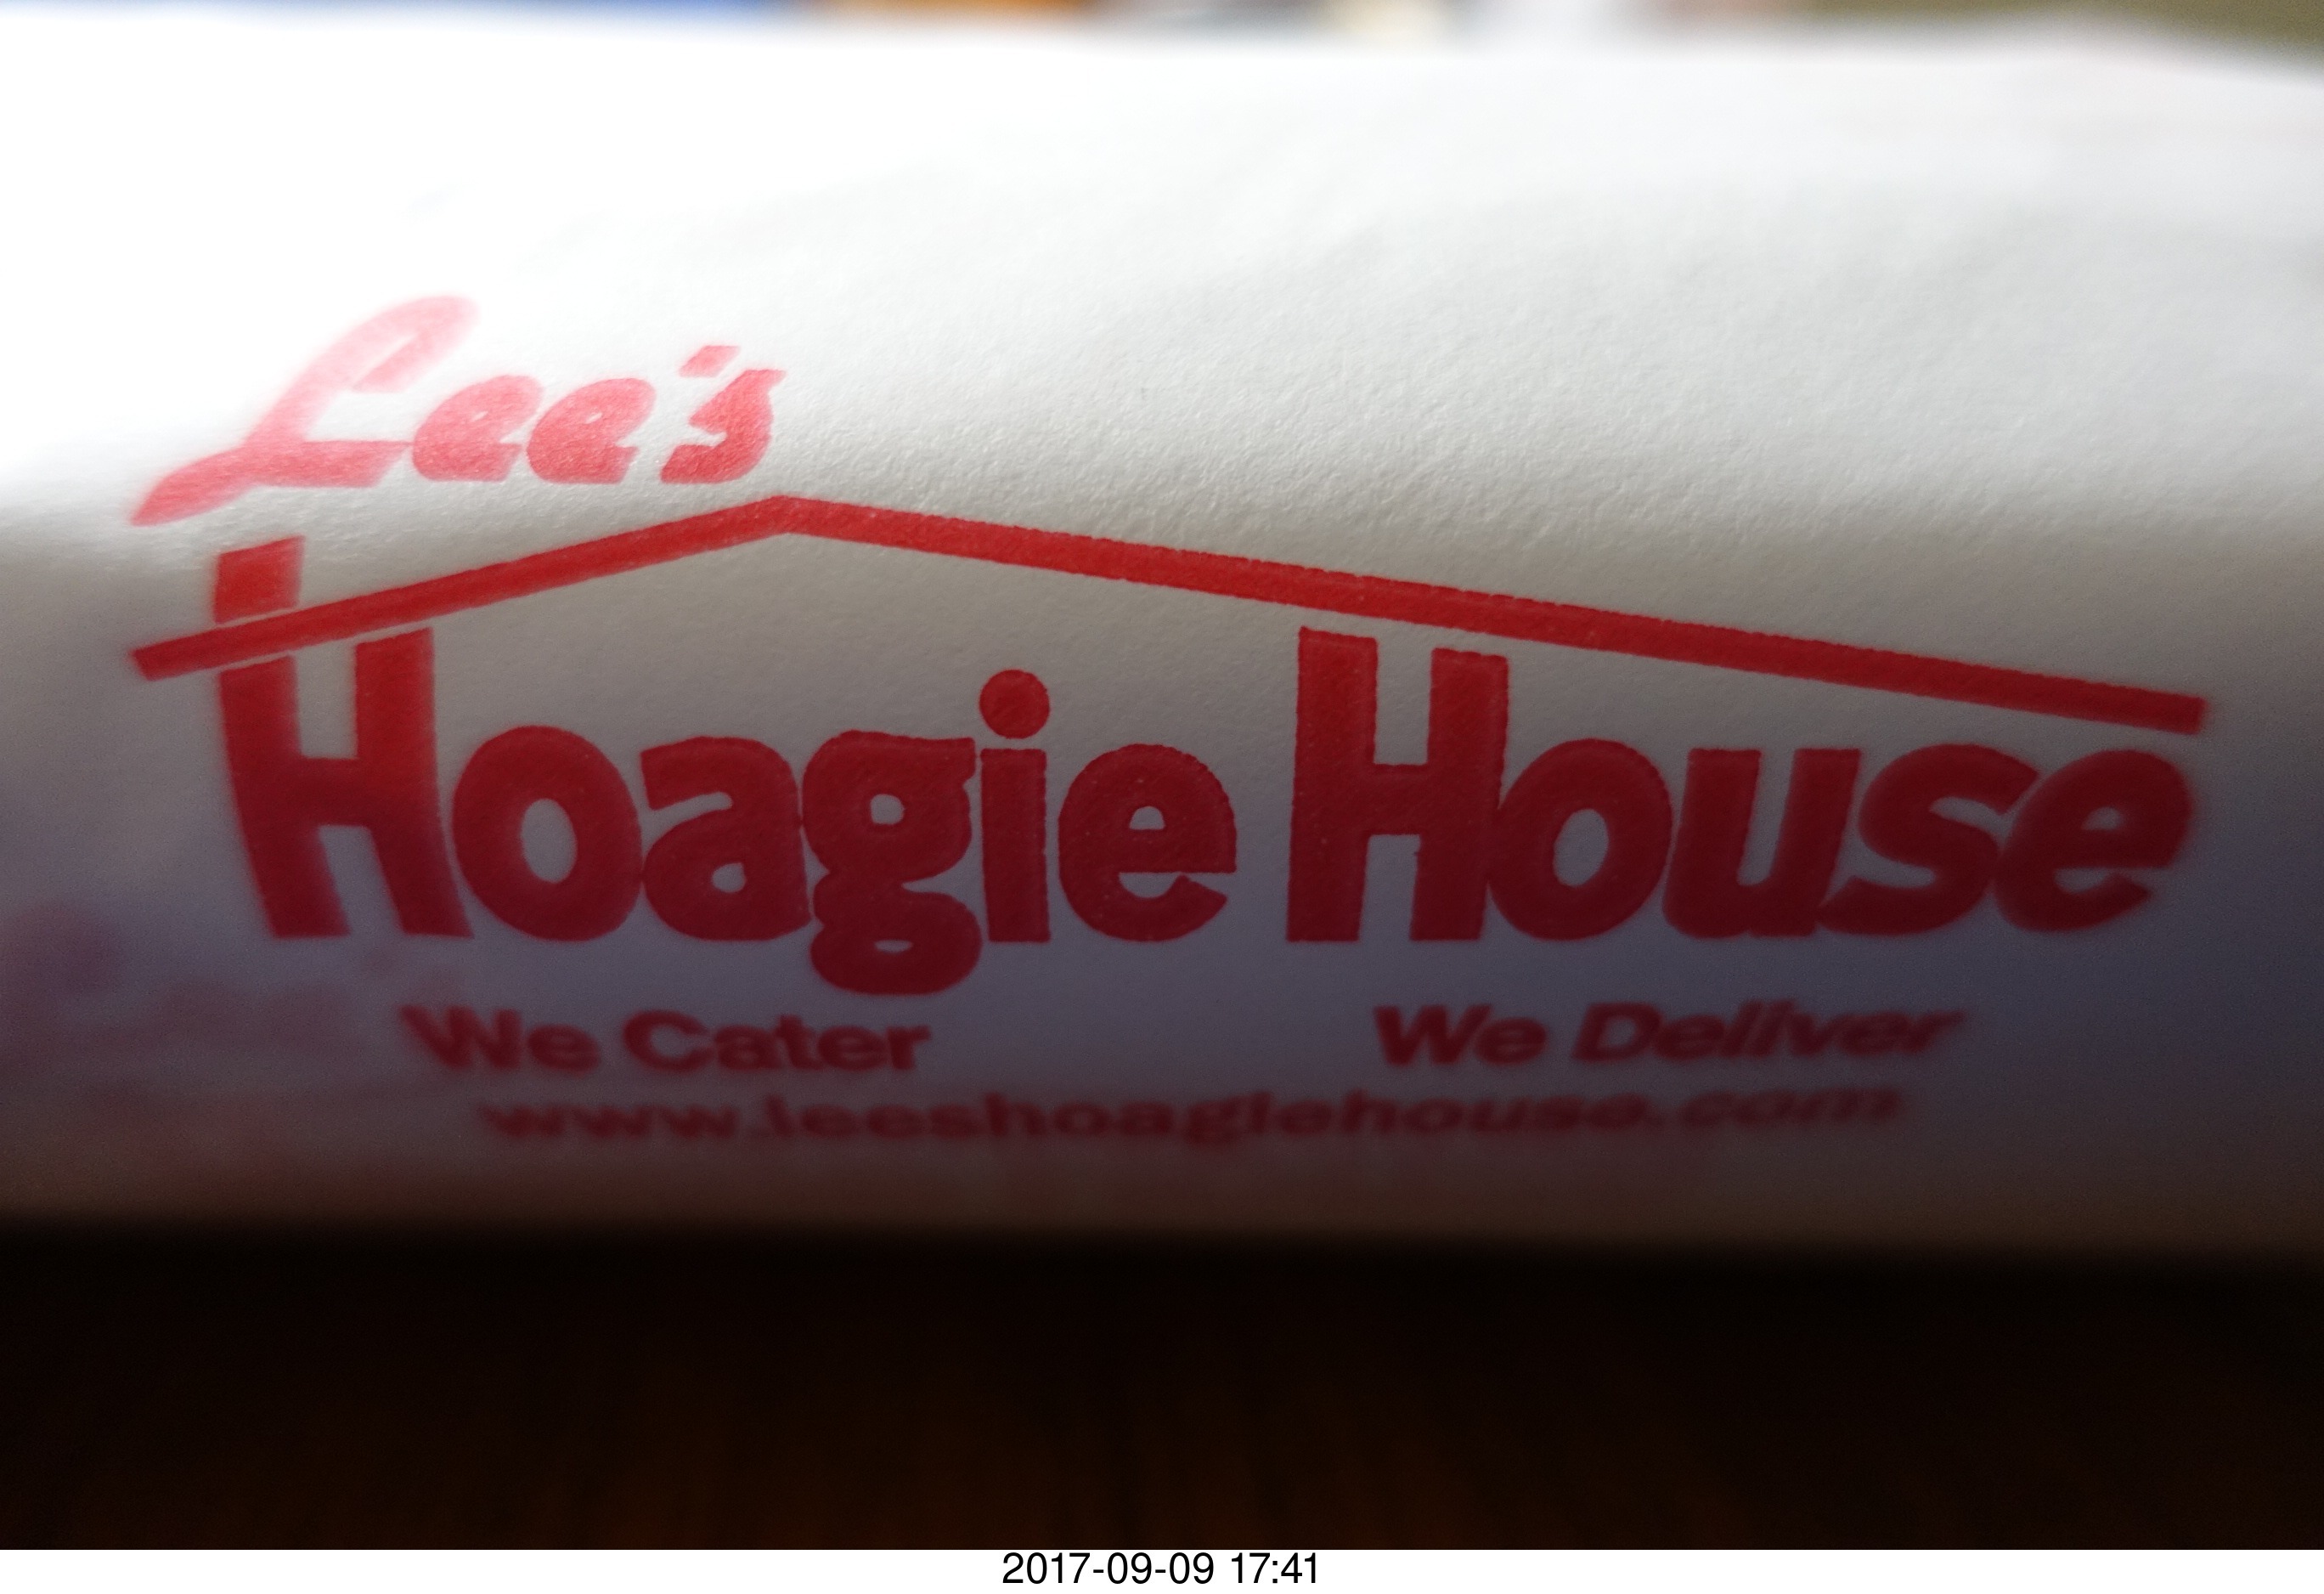 Lee's
Hoagie House
We Cater We Deliver
www.leeshoagiehouse.com
2017-09-09 17:41